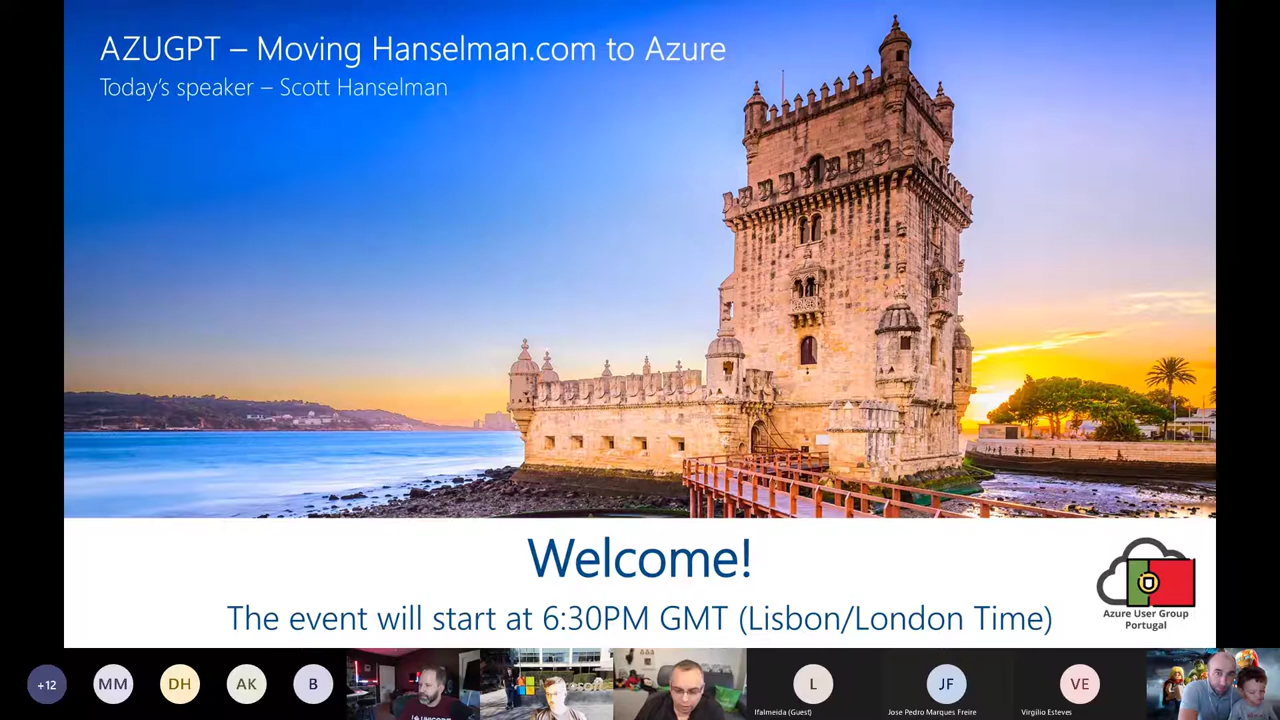 AZUGPT – Moving Hanselman.com to Azure
Today's speaker – Scott Hanselman
Welcome!
The event will start at 6:30PM GMT (Lisbon/London Time)
Azure User Group
Portugal
+12
MM
DH
AK
B
L
JF
VE
lfalmeida (Guest)
Jose Pedro Marques Freire
Virgílio Esteves